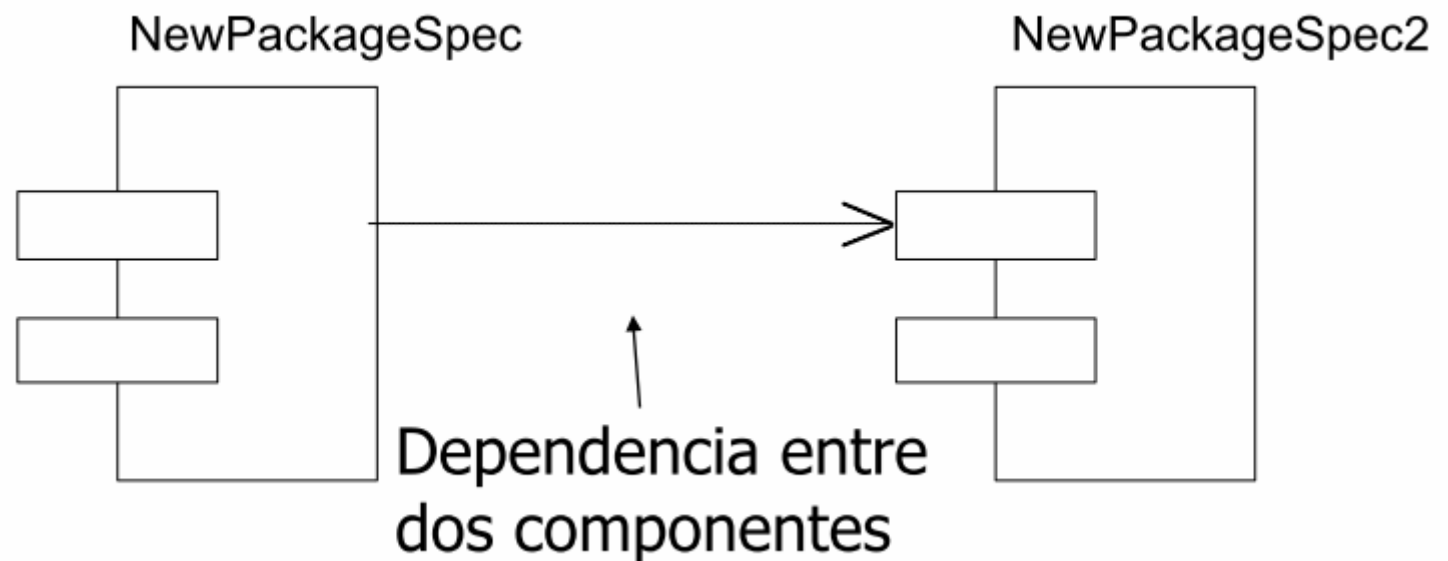 NewPackageSpec
NewPackageSpec2
Dependencia entre
dos componentes